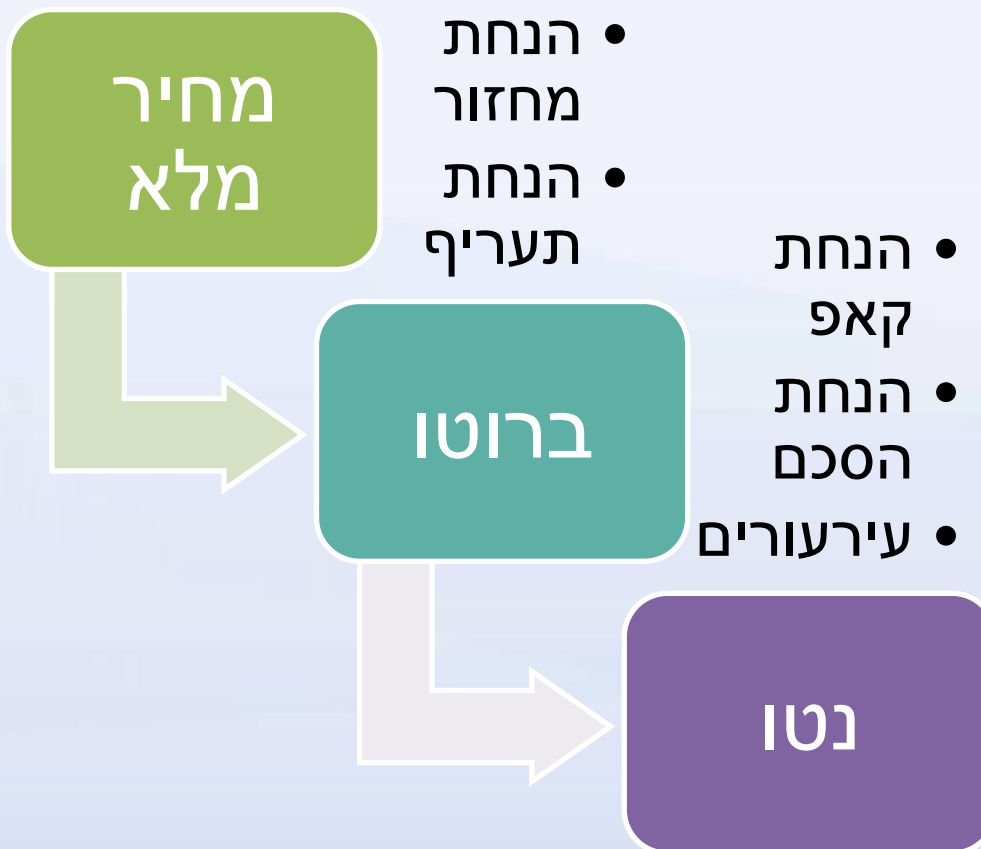 מחיר
מלא
• הנחת
מחזור
• הנחת
תעריף
ברוטו
• הנחת
קאפ
• הנחת
הסכם
• עירעורים
נטו